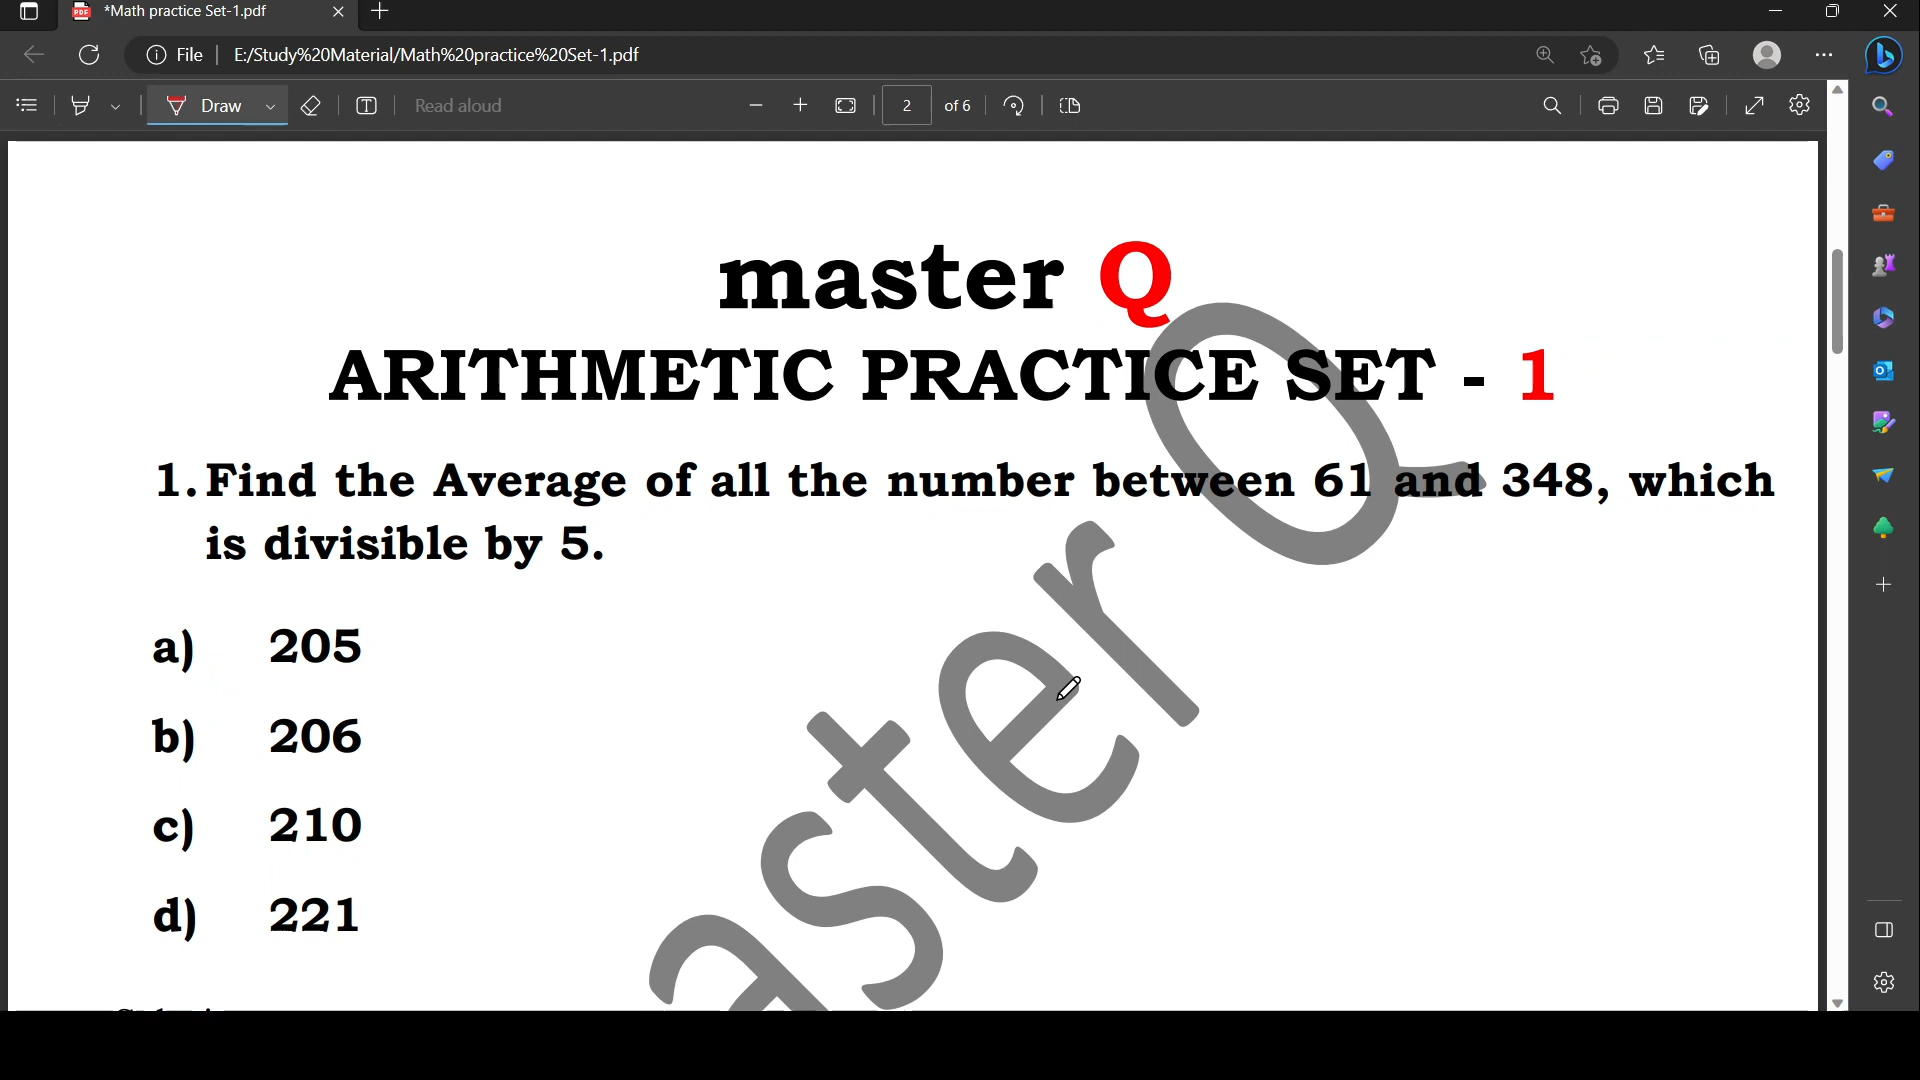 *Math practice Set-1.pdf
File
E:/Study%20Material/Math%20practice%20Set-1.pdf
Draw
Read aloud
2
of 6
master Q
ARITHMETIC PRACTICE SET - 1
1. Find the Average of all the number between 61 and 348, which
is divisible by 5.
a) 205
b) 206
c) 210
d) 221
aster Q